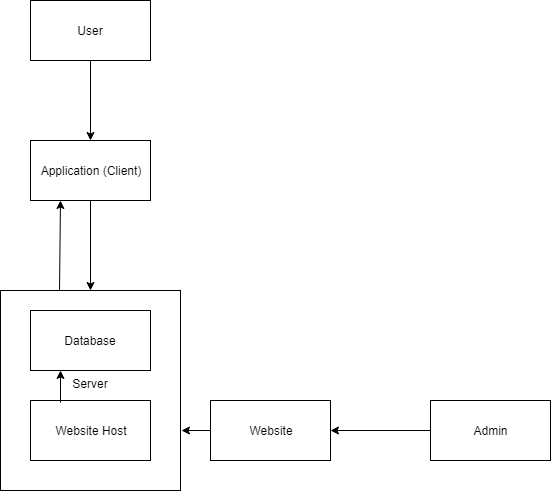 User
Application (Client)
Database
Server
Website Host
Website
Admin